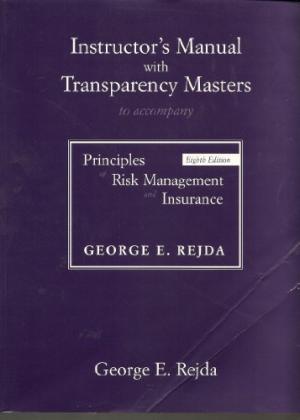 Instructor's Manual
with
Transparency Masters
to accompany
Principles Eighth Edition
of Risk Management
and Insurance
GEORGE E. REJDA
George E. Rejda